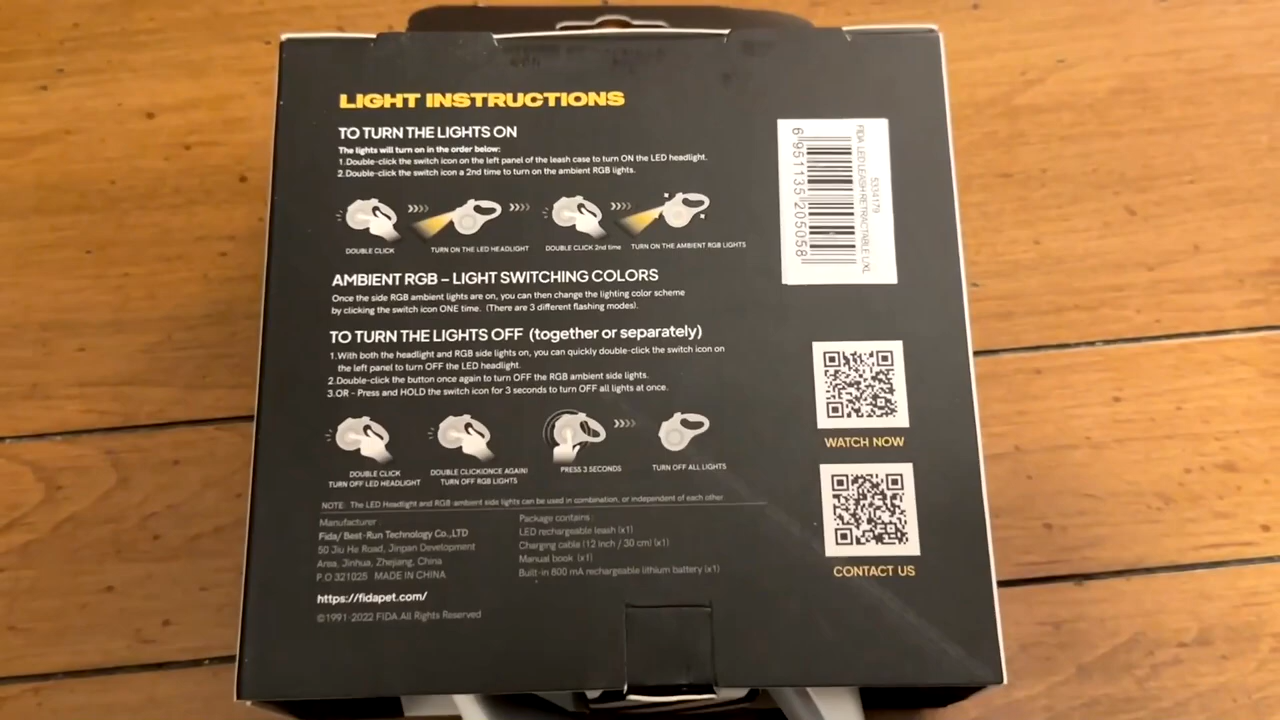 LIGHT INSTRUCTIONS
TO TURN THE LIGHTS ON
The lights will turn on in the order below:
1.Double-click the switch icon on the left panel of the leash case to turn ON the LED headlight.
2.Double-click the switch icon a 2nd time to turn on the ambient RGB lights.
DOUBLE CLICK
TURN ON THE LED HEADLIGHT
DOUBLE CLICK 2nd time
TURN ON THE AMBIENT RGB LIGHTS
AMBIENT RGB – LIGHT SWITCHING COLORS
Once the side RGB ambient lights are on, you can then change the lighting color scheme
by clicking the switch icon ONE time. (There are 3 different flashing modes).
TO TURN THE LIGHTS OFF (together or separately)
1.With both the headlight and RGB side lights on, you can quickly double-click the switch icon on
the left panel to turn OFF the LED headlight.
2.Double-click the button once again to turn OFF the RGB ambient side lights.
3.OR - Press and HOLD the switch icon for 3 seconds to turn OFF all lights at once.
DOUBLE CLICK
TURN OFF LED HEADLIGHT
DOUBLE CLICK(ONCE AGAIN)
TURN OFF RGB LIGHTS
PRESS 3 SECONDS
TURN OFF ALL LIGHTS
NOTE: The LED Headlight and RGB-ambient side lights can be used in combination, or independent of each other
Manufacturer :
Fida/ Best-Run Technology Co.,LTD
50 Jiu He Road, Jinpan Development
Area, Jinhua, Zhejiang, China
P.O 321025 MADE IN CHINA
https://fidapet.com/
©1991-2022 FIDA.All Rights Reserved
Package contains :
LED rechargeable leash (x1)
Charging cable (12 inch / 30 cm) (x1)
Manual book (x1)
Built-in 800 mA rechargeable lithium battery (x1)
5334179
FIDA LED LEASH RETRACTABLE L/XL
6 951135 205058
WATCH NOW
CONTACT US